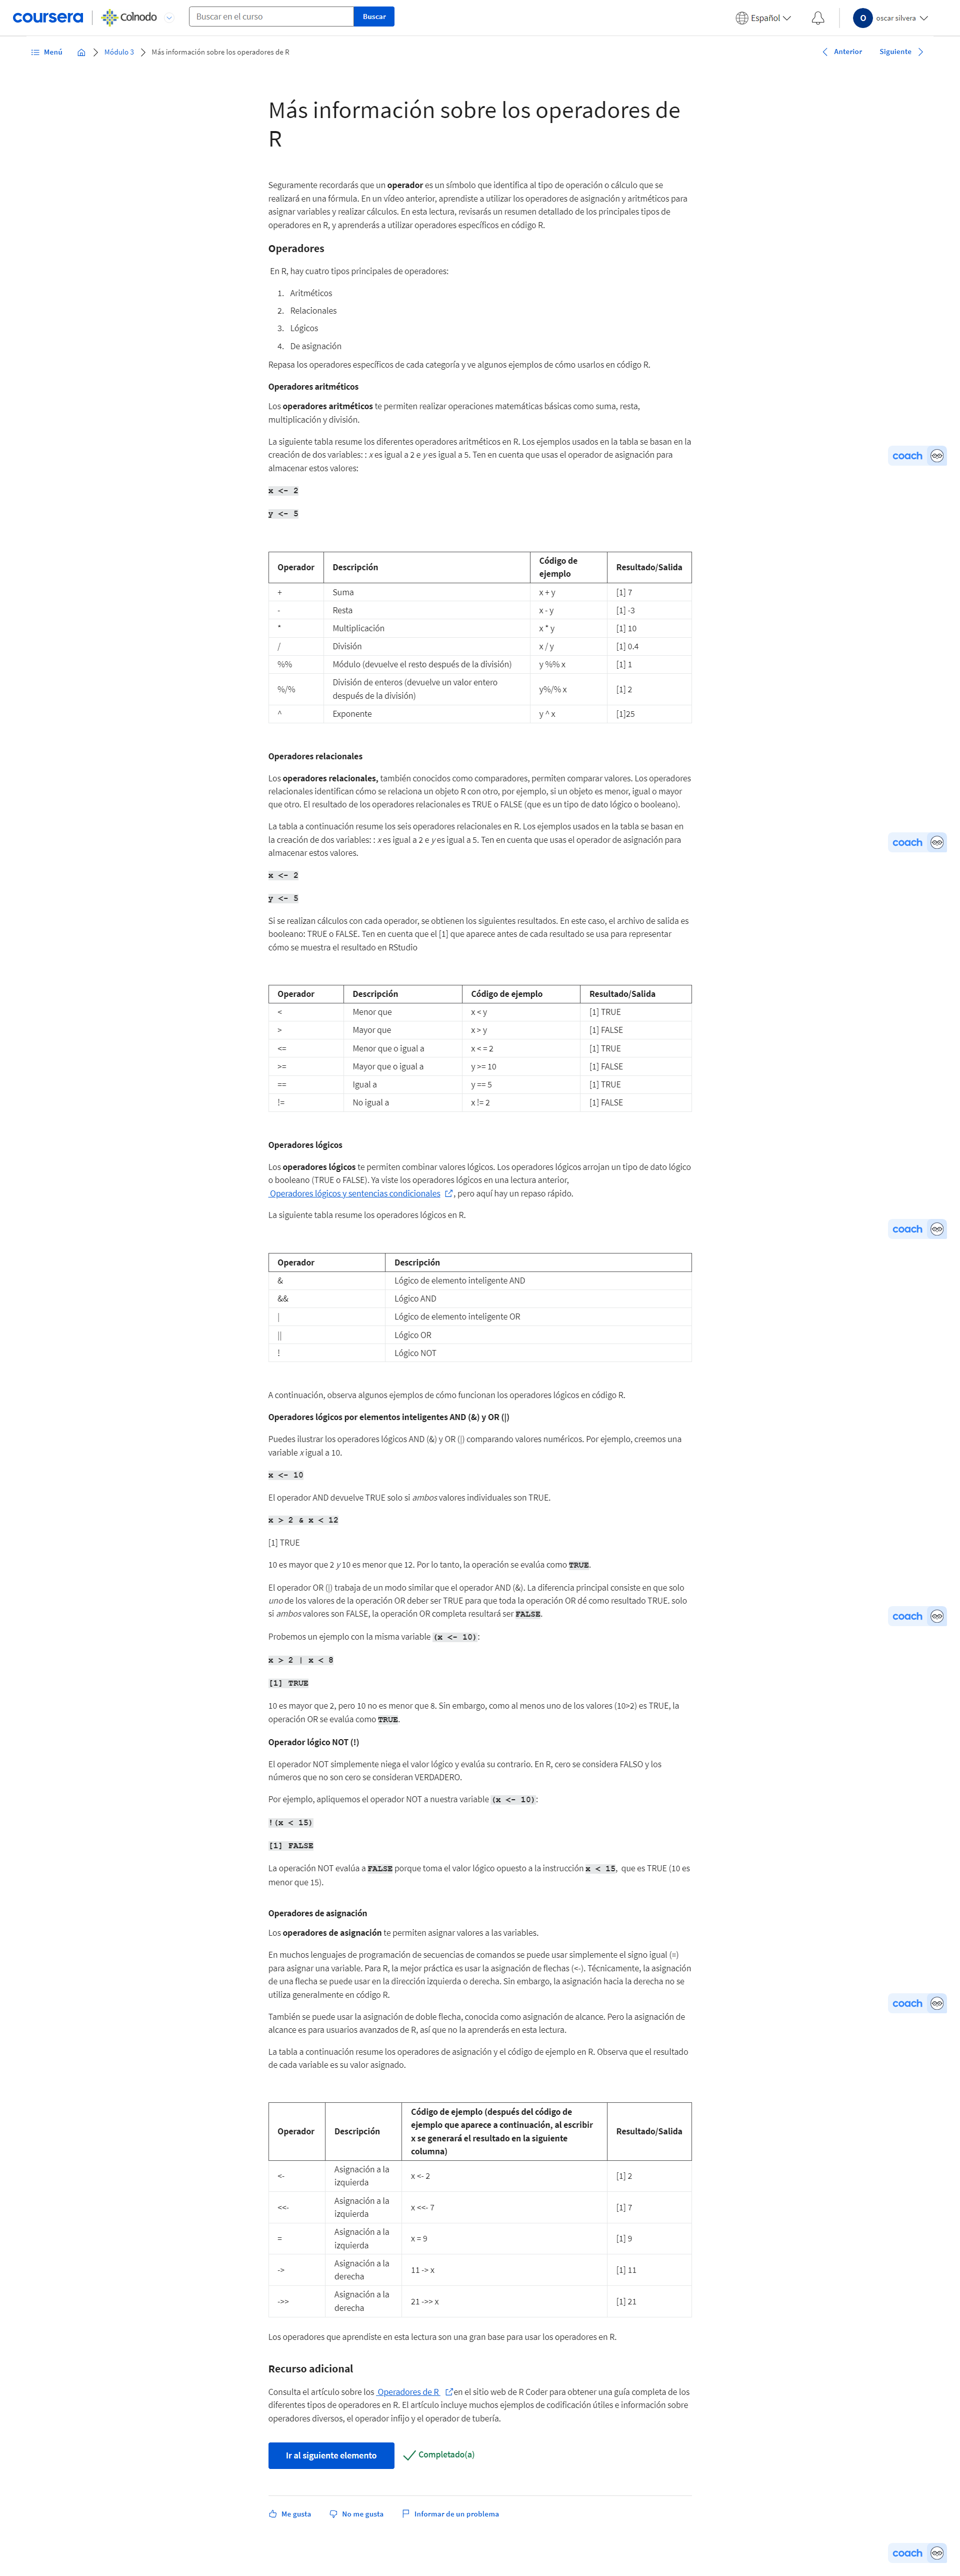 coursera
Colnodo
Buscar en el curso
Buscar
Español
O
oscar silvera
Menú
Módulo 3
Más información sobre los operadores de R
Anterior
Siguiente
Más información sobre los operadores de
R
Seguramente recordarás que un operador es un símbolo que identifica al tipo de operación o cálculo que se
realizará en una fórmula. En un vídeo anterior, aprendiste a utilizar los operadores de asignación y aritméticos para
asignar variables y realizar cálculos. En esta lectura, revisarás un resumen detallado de los principales tipos de
operadores en R, y aprenderás a utilizar operadores específicos en código R.
Operadores
En R, hay cuatro tipos principales de operadores:
1. Aritméticos
2. Relacionales
3. Lógicos
4. De asignación
Repasa los operadores específicos de cada categoría y ve algunos ejemplos de cómo usarlos en código R.
Operadores aritméticos
Los operadores aritméticos te permiten realizar operaciones matemáticas básicas como suma, resta,
multiplicación y división.
La siguiente tabla resume los diferentes operadores aritméticos en R. Los ejemplos usados en la tabla se basan en la
creación de dos variables: : x es igual a 2 e y es igual a 5. Ten en cuenta que usas el operador de asignación para
almacenar estos valores:
coach
x <- 2
y <- 5
Operador Descripción Código de ejemplo Resultado/Salida
+ Suma x + y [1] 7
- Resta x - y [1] -3
* Multiplicación x * y [1] 10
/ División x / y [1] 0.4
%% Módulo (devuelve el resto después de la división) y %% x [1] 1
%/% División de enteros (devuelve un valor entero después de la división) y%/% x [1] 2
^ Exponente y ^ x [1]25
Operadores relacionales
Los operadores relacionales, también conocidos como comparadores, permiten comparar valores. Los operadores
relacionales identifican cómo se relaciona un objeto R con otro, por ejemplo, si un objeto es menor, igual o mayor
que otro. El resultado de los operadores relacionales es TRUE o FALSE (que es un tipo de dato lógico o booleano).
La tabla a continuación resume los seis operadores relacionales en R. Los ejemplos usados en la tabla se basan en
la creación de dos variables: : x es igual a 2 e y es igual a 5. Ten en cuenta que usas el operador de asignación para
almacenar estos valores.
coach
x <- 2
y <- 5
Si se realizan cálculos con cada operador, se obtienen los siguientes resultados. En este caso, el archivo de salida es
booleano: TRUE o FALSE. Ten en cuenta que el [1] que aparece antes de cada resultado se usa para representar
cómo se muestra el resultado en RStudio
Operador Descripción Código de ejemplo Resultado/Salida
< Menor que x < y [1] TRUE
> Mayor que x > y [1] FALSE
<= Menor que o igual a x < = 2 [1] TRUE
>= Mayor que o igual a y >= 10 [1] FALSE
== Igual a y == 5 [1] TRUE
!= No igual a x != 2 [1] FALSE
Operadores lógicos
Los operadores lógicos te permiten combinar valores lógicos. Los operadores lógicos arrojan un tipo de dato lógico
o booleano (TRUE o FALSE). Ya viste los operadores lógicos en una lectura anterior,
Operadores lógicos y sentencias condicionales , pero aquí hay un repaso rápido.
La siguiente tabla resume los operadores lógicos en R.
coach
Operador Descripción
& Lógico de elemento inteligente AND
&& Lógico AND
| Lógico de elemento inteligente OR
|| Lógico OR
! Lógico NOT
A continuación, observa algunos ejemplos de cómo funcionan los operadores lógicos en código R.
Operadores lógicos por elementos inteligentes AND (&) y OR (|)
Puedes ilustrar los operadores lógicos AND (&) y OR (|) comparando valores numéricos. Por ejemplo, creemos una
variable x igual a 10.
x <- 10
El operador AND devuelve TRUE solo si ambos valores individuales son TRUE.
x > 2 & x < 12
[1] TRUE
10 es mayor que 2 y 10 es menor que 12. Por lo tanto, la operación se evalúa como TRUE.
El operador OR (|) trabaja de un modo similar que el operador AND (&). La diferencia principal consiste en que solo
uno de los valores de la operación OR deber ser TRUE para que toda la operación OR dé como resultado TRUE. solo
si ambos valores son FALSE, la operación OR completa resultará ser FALSE.
coach
Probemos un ejemplo con la misma variable (x <- 10):
x > 2 | x < 8
[1] TRUE
10 es mayor que 2, pero 10 no es menor que 8. Sin embargo, como al menos uno de los valores (10>2) es TRUE, la
operación OR se evalúa como TRUE.
Operador lógico NOT (!)
El operador NOT simplemente niega el valor lógico y evalúa su contrario. En R, cero se considera FALSO y los
números que no son cero se consideran VERDADERO.
Por ejemplo, apliquemos el operador NOT a nuestra variable (x <- 10):
!(x < 15)
[1] FALSE
La operación NOT evalúa a FALSE porque toma el valor lógico opuesto a la instrucción x < 15, que es TRUE (10 es
menor que 15).
Operadores de asignación
Los operadores de asignación te permiten asignar valores a las variables.
En muchos lenguajes de programación de secuencias de comandos se puede usar simplemente el signo igual (=)
para asignar una variable. Para R, la mejor práctica es usar la asignación de flechas (<-). Técnicamente, la asignación
de una flecha se puede usar en la dirección izquierda o derecha. Sin embargo, la asignación hacia la derecha no se
utiliza generalmente en código R.
coach
También se puede usar la asignación de doble flecha, conocida como asignación de alcance. Pero la asignación de
alcance es para usuarios avanzados de R, así que no la aprenderás en esta lectura.
La tabla a continuación resume los operadores de asignación y el código de ejemplo en R. Observa que el resultado
de cada variable es su valor asignado.
Operador Descripción Código de ejemplo (después del código de ejemplo que aparece a continuación, al escribir x se generará el resultado en la siguiente columna) Resultado/Salida
<- Asignación a la izquierda x <- 2 [1] 2
<<- Asignación a la izquierda x <<- 7 [1] 7
= Asignación a la izquierda x = 9 [1] 9
-> Asignación a la derecha 11 -> x [1] 11
->> Asignación a la derecha 21 ->> x [1] 21
Los operadores que aprendiste en esta lectura son una gran base para usar los operadores en R.
Recurso adicional
Consulta el artículo sobre los Operadores de R en el sitio web de R Coder para obtener una guía completa de los
diferentes tipos de operadores en R. El artículo incluye muchos ejemplos de codificación útiles e información sobre
operadores diversos, el operador infijo y el operador de tubería.
Ir al siguiente elemento
Completado(a)
Me gusta
No me gusta
Informar de un problema
coach